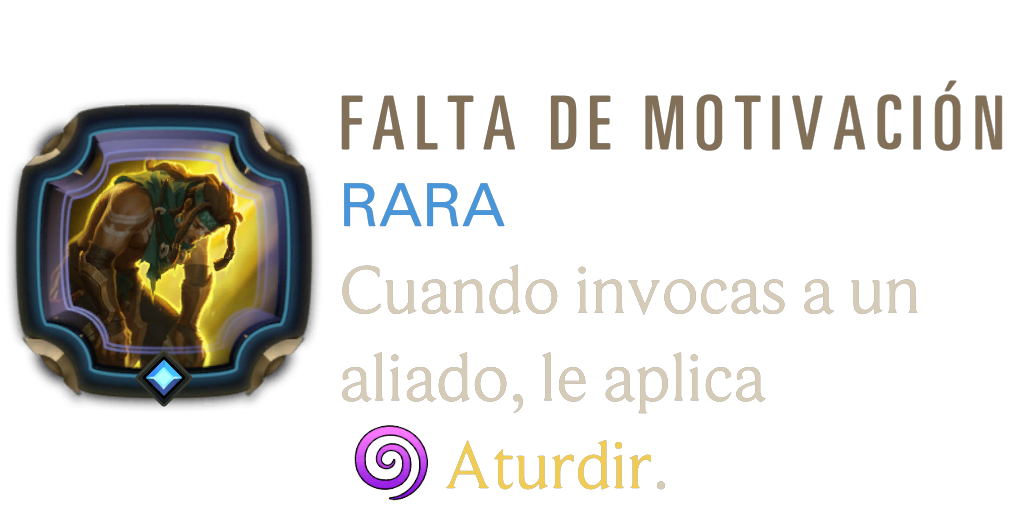 FALTA DE MOTIVACIÓN
RARA
Cuando invocas a un
aliado, le aplica
Aturdir.